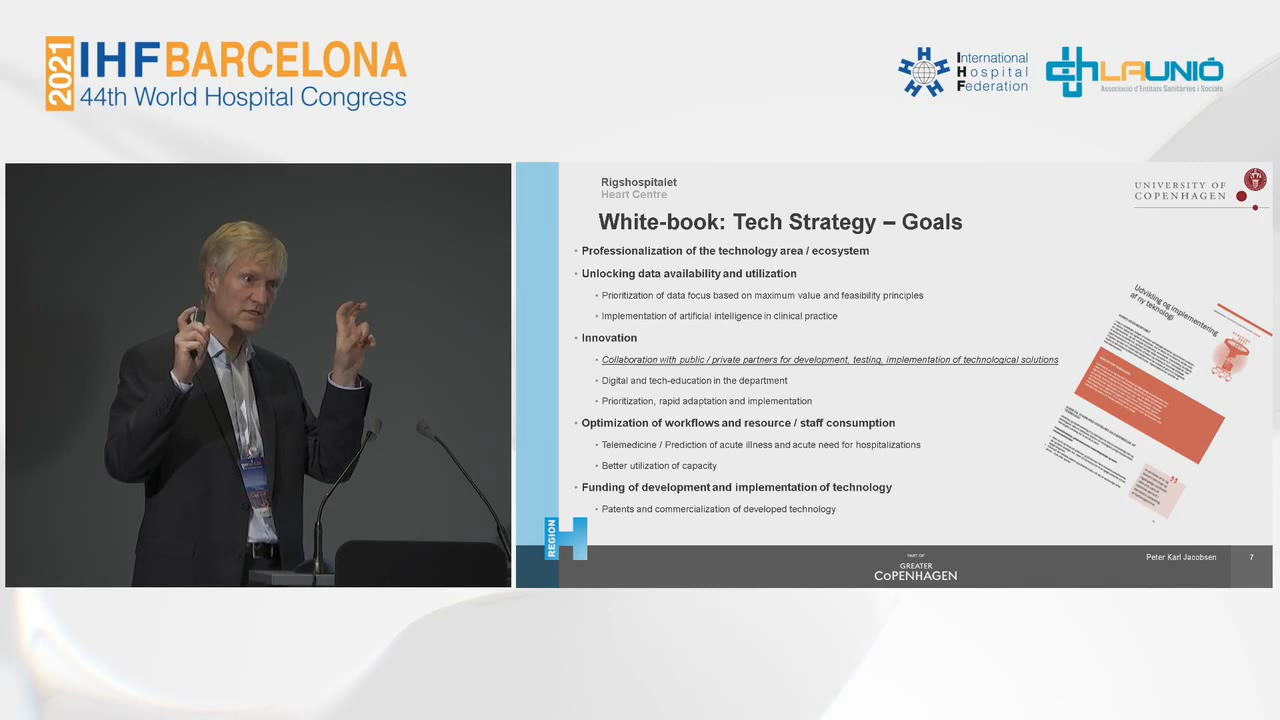 2021
IHF BARCELONA
44th World Hospital Congress
International
Hospital
Federation
LAUNIÓ
Associació d'Entitats Sanitàries i Socials
Rigshospitalet
Heart Centre
UNIVERSITY OF
COPENHAGEN
White-book: Tech Strategy – Goals
• Professionalization of the technology area / ecosystem
• Unlocking data availability and utilization
• Prioritization of data focus based on maximum value and feasibility principles
• Implementation of artificial intelligence in clinical practice
• Innovation
• Collaboration with public / private partners for development, testing, implementation of technological solutions
• Digital and tech-education in the department
• Prioritization, rapid adaptation and implementation
• Optimization of workflows and resource / staff consumption
• Telemedicine / Prediction of acute illness and acute need for hospitalizations
• Better utilization of capacity
• Funding of development and implementation of technology
• Patents and commercialization of developed technology
Udvikling og implementering
af ny teknologi
REGION H
PART OF
GREATER
COPENHAGEN
Peter Karl Jacobsen
7